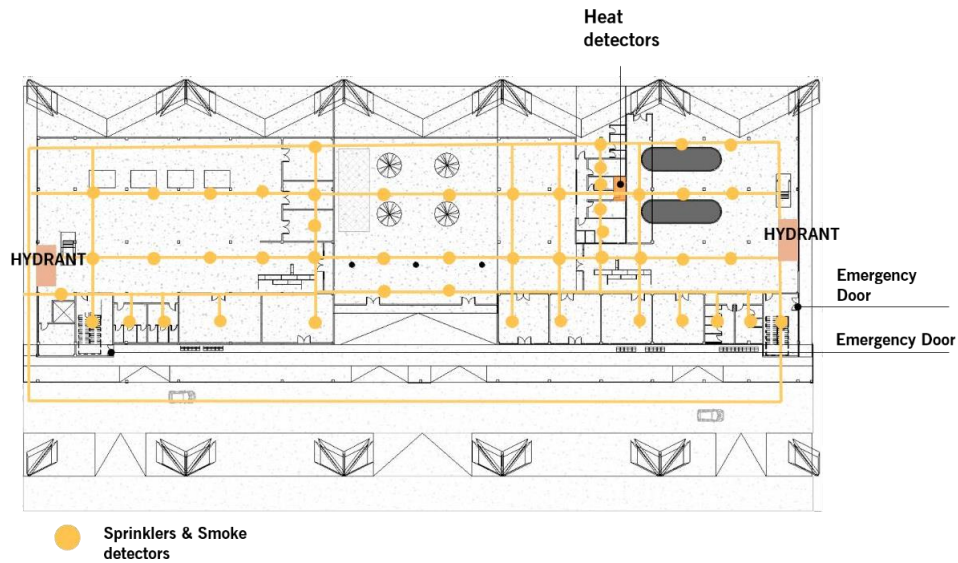 Heat
detectors
HYDRANT
HYDRANT
Emergency
Door
Emergency Door
Sprinklers & Smoke
detectors